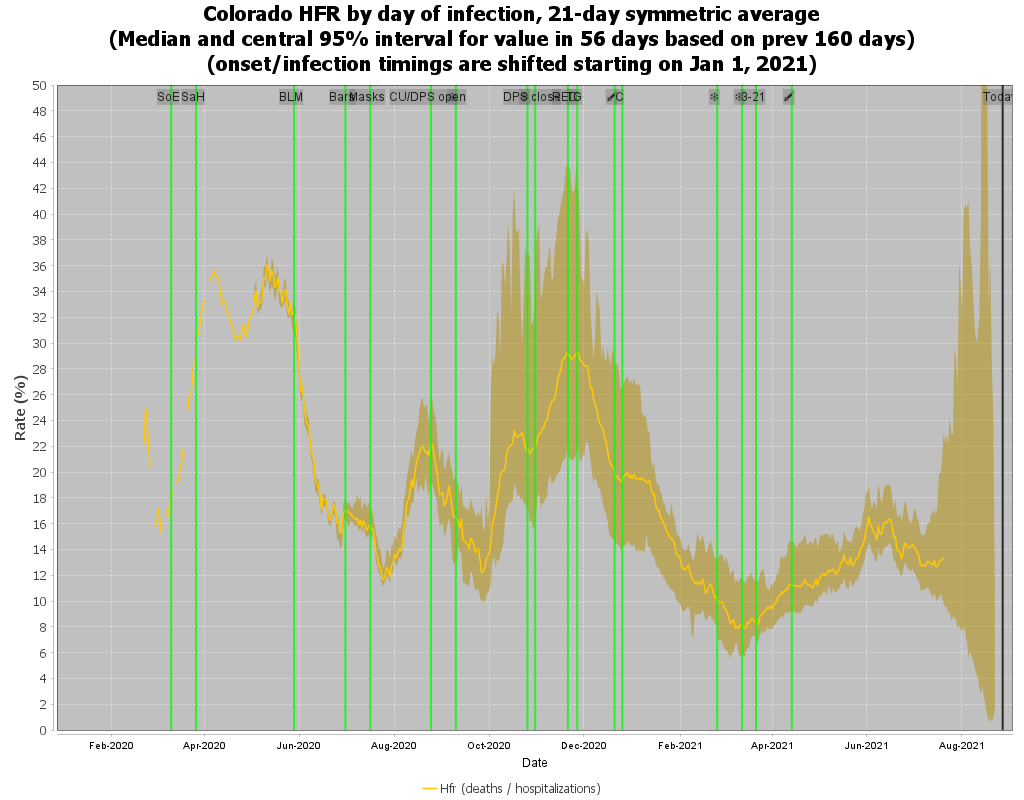 Colorado HFR by day of infection, 21-day symmetric average
(Median and central 95% interval for value in 56 days based on prev 160 days)
(onset/infection timings are shifted starting on Jan 1, 2021)
50
48
46
44
42
40
38
36
34
32
30
28
26
24
22
20
18
16
14
12
10
8
6
4
2
0
Rate (%)
SoE SaH
BLM
Bars Masks
CU/DPS open
DPS close
TG
C
3-21
Today
Feb-2020 Apr-2020 Jun-2020 Aug-2020 Oct-2020 Dec-2020 Feb-2021 Apr-2021 Jun-2021 Aug-2021
Date
Hfr (deaths / hospitalizations)